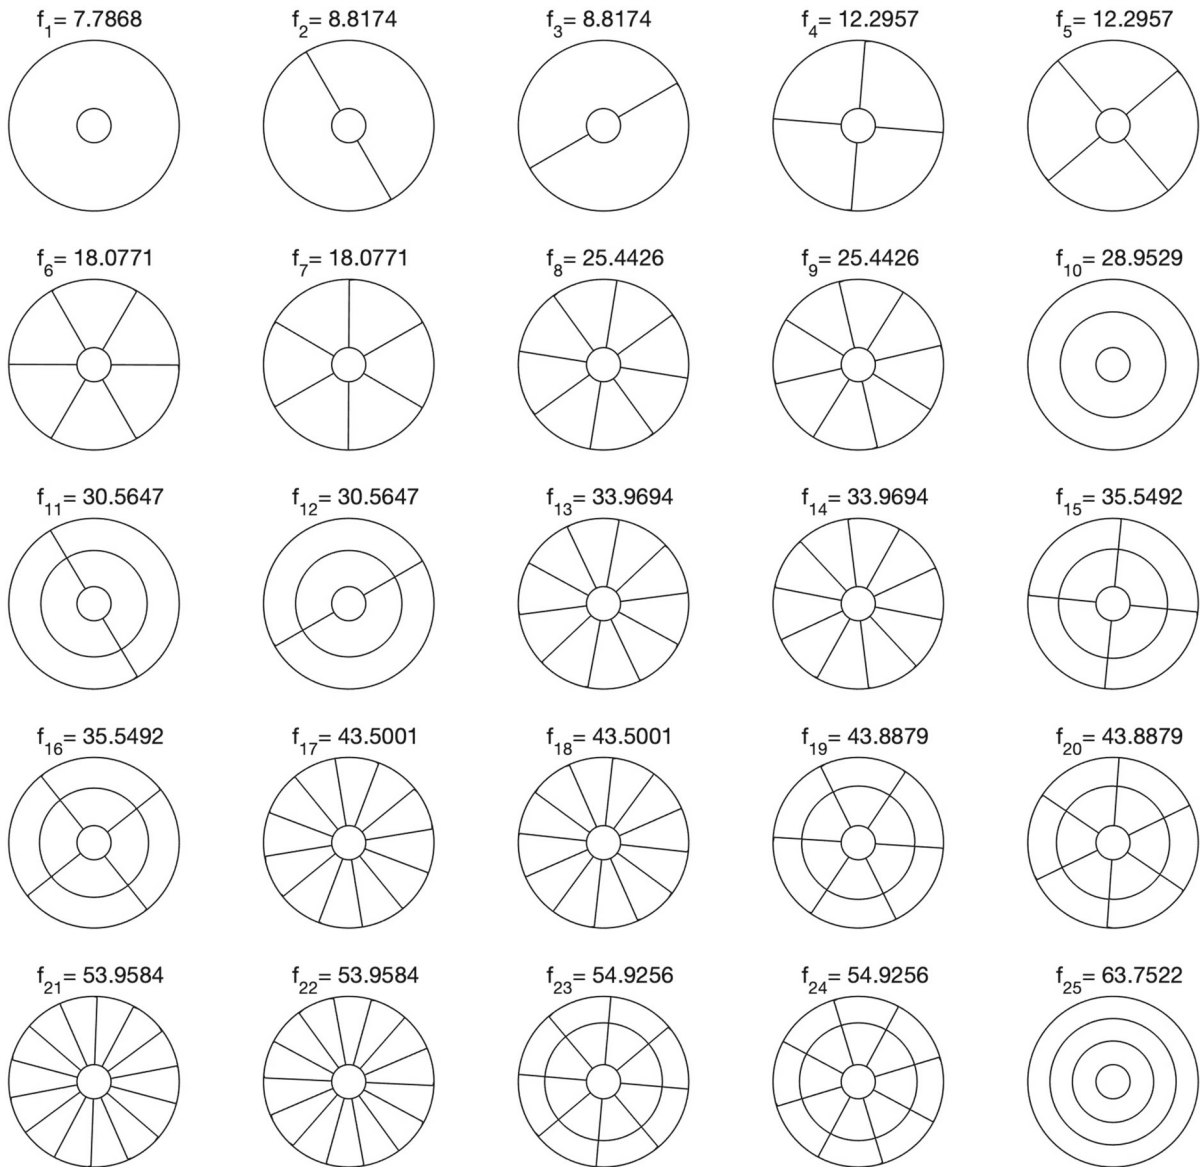 f1= 7.7868
f2= 8.8174
f3= 8.8174
f4= 12.2957
f5= 12.2957
f6= 18.0771
f7= 18.0771
f8= 25.4426
f9= 25.4426
f10= 28.9529
f11= 30.5647
f12= 30.5647
f13= 33.9694
f14= 33.9694
f15= 35.5492
f16= 35.5492
f17= 43.5001
f18= 43.5001
f19= 43.8879
f20= 43.8879
f21= 53.9584
f22= 53.9584
f23= 54.9256
f24= 54.9256
f25= 63.7522